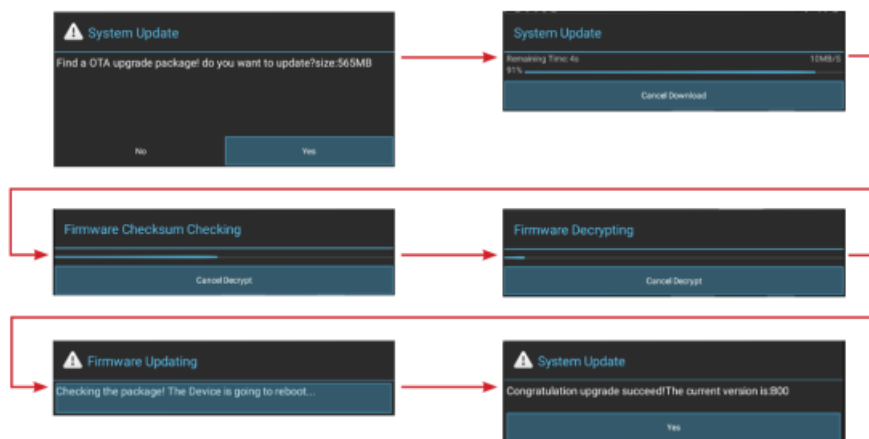 System Update
Find a OTA upgrade package! do you want to update?size:565MB
No
Yes
System Update
Remaining Time: 4s
10MB/S
91%
Cancel Download
Firmware Checksum Checking
Cancel Decrypt
Firmware Decrypting
Cancel Decrypt
Firmware Updating
Checking the package! The Device is going to reboot...
System Update
Congratulation upgrade succeed!The current version is:800
Yes